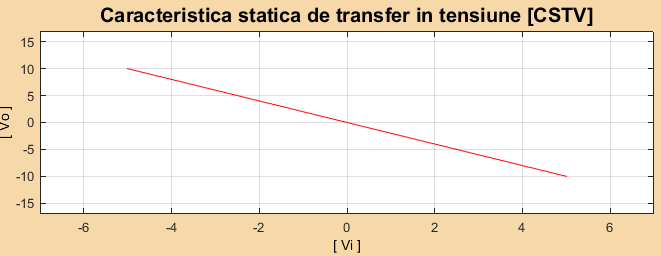 Caracteristica statica de transfer in tensiune [CSTV]
15
10
5
0
-5
-10
-15
[ Vo ]
-6 -4 -2 0 2 4 6
[ Vi ]